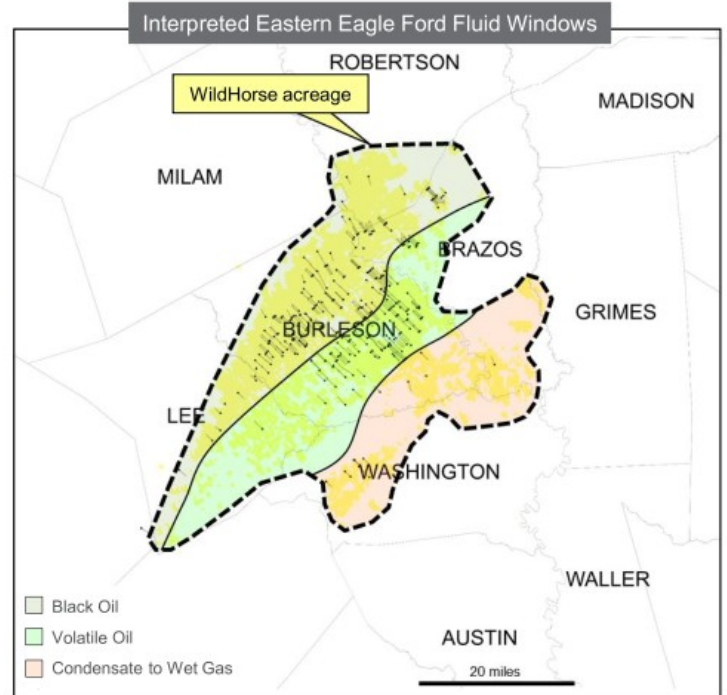 Interpreted Eastern Eagle Ford Fluid Windows
ROBERTSON
WildHorse acreage
MADISON
MILAM
BRAZOS
GRIMES
BURLESON
LEE
WASHINGTON
WALLER
Black Oil
Volatile Oil
AUSTIN
Condensate to Wet Gas
20 miles